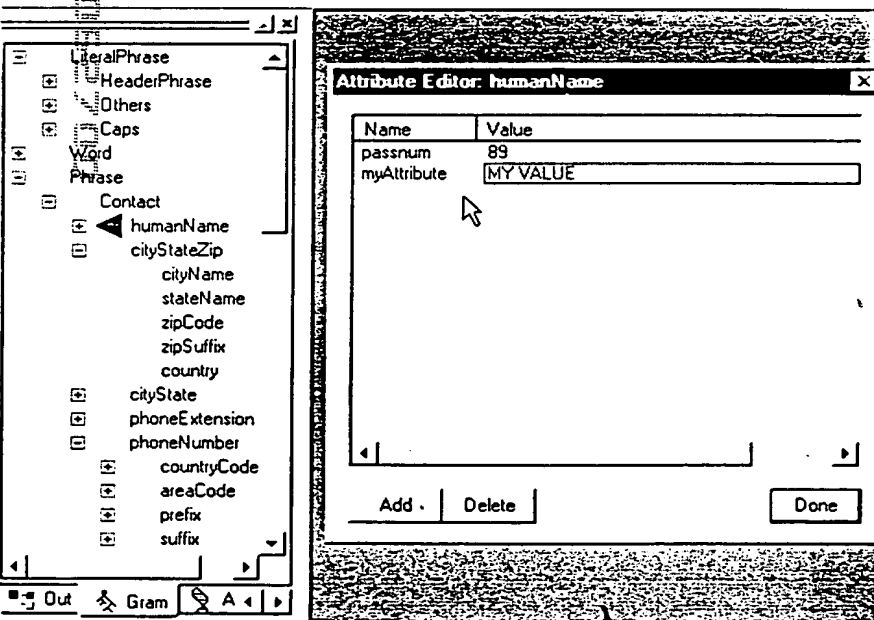 LiteralPhrase
HeaderPhrase
Others
Caps
Word
Phrase
Contact
humanName
cityStateZip
cityName
stateName
zipCode
zipSuffix
country
cityState
phoneExtension
phoneNumber
countryCode
areaCode
prefix
suffix
Out Gram A
Attribute Editor: humanName
Name Value
passnum 89
myAttribute MY VALUE
Add Delete Done